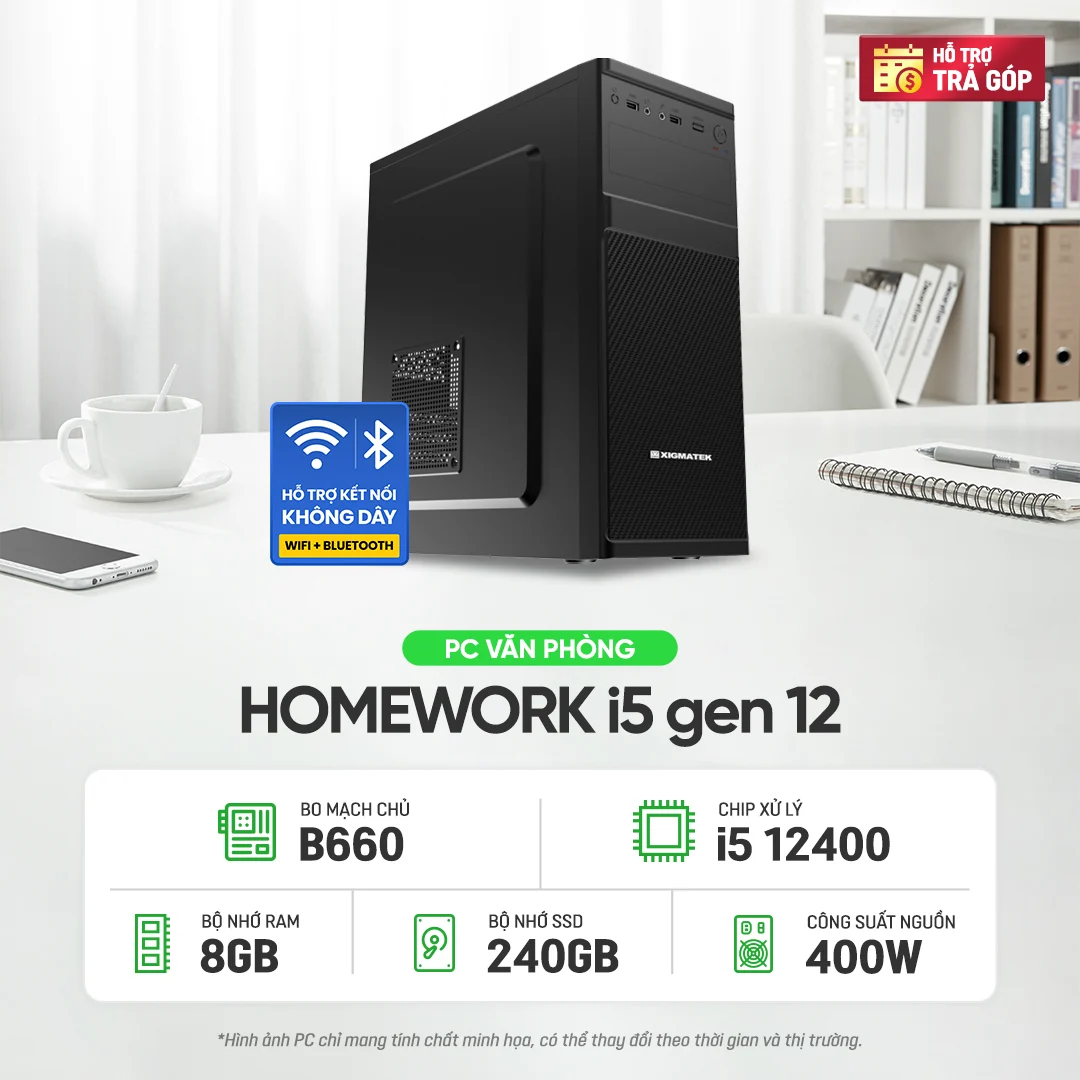 HỖ TRỢ
TRẢ GÓP
XIGMATEK
HỖ TRỢ KẾT NỐI
KHÔNG DÂY
WIFI + BLUETOOTH
PC VĂN PHÒNG
HOMEWORK i5 gen 12
BO MẠCH CHỦ
B660
CHIP XỬ LÝ
i5 12400
BỘ NHỚ RAM
8GB
BỘ NHỚ SSD
240GB
CÔNG SUẤT NGUỒN
400W
*Hình ảnh PC chỉ mang tính chất minh họa, có thể thay đổi theo thời gian và thị trường.